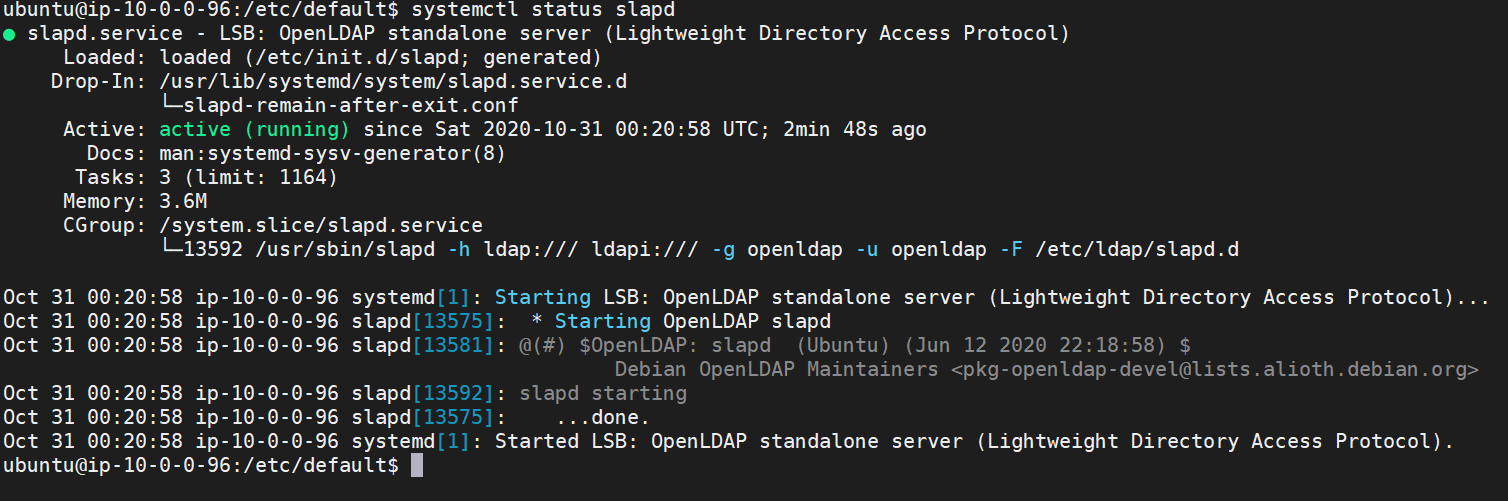 ubuntu@ip-10-0-0-96:/etc/default$ systemctl status slapd
● slapd.service - LSB: OpenLDAP standalone server (Lightweight Directory Access Protocol)
     Loaded: loaded (/etc/init.d/slapd; generated)
    Drop-In: /usr/lib/systemd/system/slapd.service.d
             └─slapd-remain-after-exit.conf
     Active: active (running) since Sat 2020-10-31 00:20:58 UTC; 2min 48s ago
       Docs: man:systemd-sysv-generator(8)
      Tasks: 3 (limit: 1164)
     Memory: 3.6M
     CGroup: /system.slice/slapd.service
             └─13592 /usr/sbin/slapd -h ldap:/// ldapi:/// -g openldap -u openldap -F /etc/ldap/slapd.d

Oct 31 00:20:58 ip-10-0-0-96 systemd[1]: Starting LSB: OpenLDAP standalone server (Lightweight Directory Access Protocol)...
Oct 31 00:20:58 ip-10-0-0-96 slapd[13575]:  * Starting OpenLDAP slapd
Oct 31 00:20:58 ip-10-0-0-96 slapd[13581]: @(#) $OpenLDAP: slapd  (Ubuntu) (Jun 12 2020 22:18:58) $
                                                   Debian OpenLDAP Maintainers <pkg-openldap-devel@lists.alioth.debian.org>
Oct 31 00:20:58 ip-10-0-0-96 slapd[13592]: slapd starting
Oct 31 00:20:58 ip-10-0-0-96 slapd[13575]:    ...done.
Oct 31 00:20:58 ip-10-0-0-96 systemd[1]: Started LSB: OpenLDAP standalone server (Lightweight Directory Access Protocol).
ubuntu@ip-10-0-0-96:/etc/default$